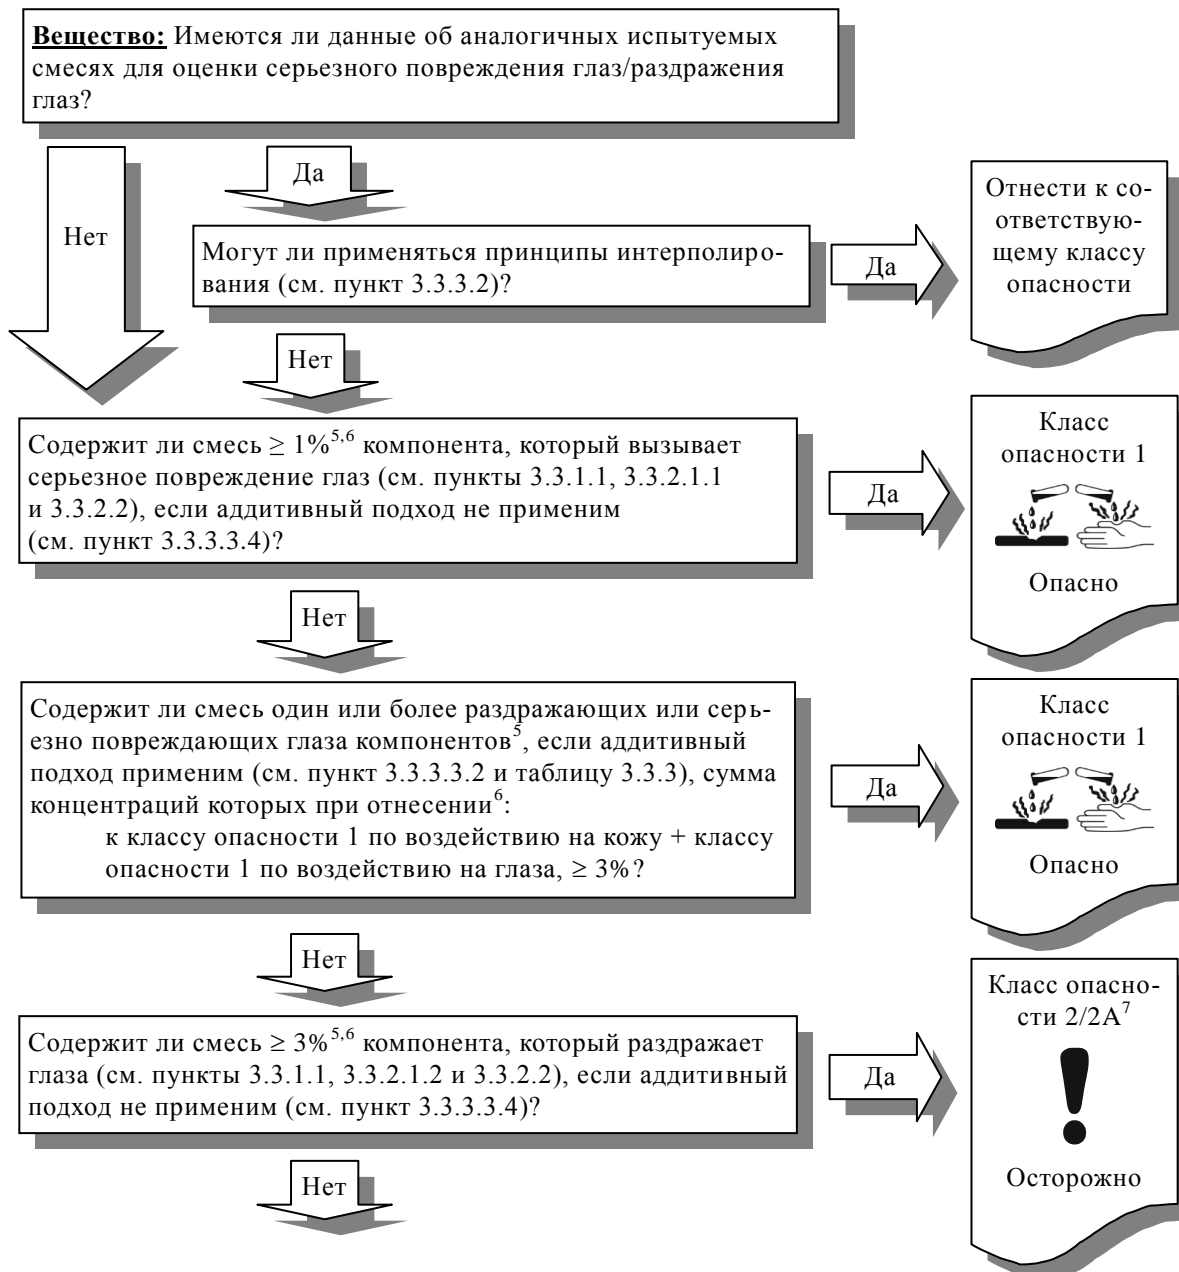 Вещество: Имеются ли данные об аналогичных испытуемых
смесях для оценки серьезного повреждения глаз/раздражения
глаз?
Нет
Да
Могут ли применяться принципы интерполиро-
вания (см. пункт 3.3.3.2)?
Да
Отнести к со-
ответствую-
щему классу
опасности
Нет
Содержит ли смесь ≥ 1%5,6 компонента, который вызывает
серьезное повреждение глаз (см. пункты 3.3.1.1, 3.3.2.1.1
и 3.3.2.2), если аддитивный подход не применим
(см. пункт 3.3.3.3.4)?
Да
Класс
опасности 1
Опасно
Нет
Содержит ли смесь один или более раздражающих или серь-
езно повреждающих глаза компонентов5, если аддитивный
подход применим (см. пункт 3.3.3.3.2 и таблицу 3.3.3), сумма
концентраций которых при отнесении6:
к классу опасности 1 по воздействию на кожу + классу
опасности 1 по воздействию на глаза, ≥ 3%?
Да
Класс
опасности 1
Опасно
Нет
Содержит ли смесь ≥ 3%5,6 компонента, который раздражает
глаза (см. пункты 3.3.1.1, 3.3.2.1.2 и 3.3.2.2), если аддитивный
подход не применим (см. пункт 3.3.3.3.4)?
Да
Класс опасно-
сти 2/2A7
Осторожно
Нет